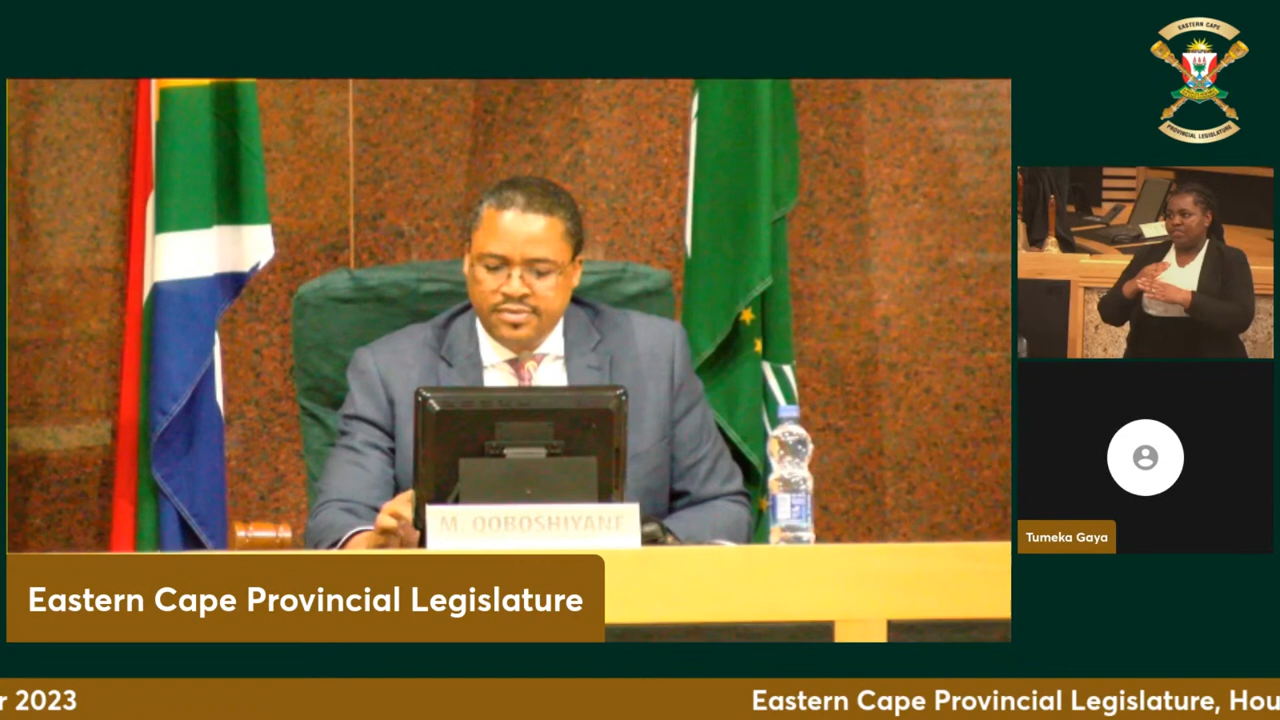 EASTERN CAPE
PROVINCIAL LEGISLATURE
M. QOBOSHIYANE
Tumeka Gaya
Eastern Cape Provincial Legislature
r 2023
Eastern Cape Provincial Legislature, Hou